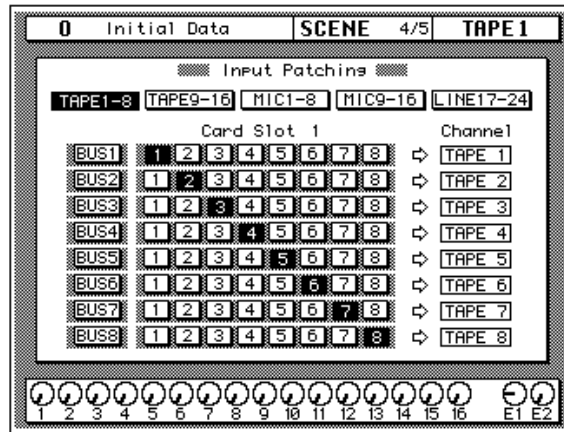 0 Initial Data SCENE 4/5 TAPE 1
Input Patching
TAPE1-8 TAPE9-16 MIC1-8 MIC9-16 LINE17-24
Card Slot 1 Channel
BUS1 1 2 3 4 5 6 7 8 ⇨ TAPE 1
BUS2 1 2 3 4 5 6 7 8 ⇨ TAPE 2
BUS3 1 2 3 4 5 6 7 8 ⇨ TAPE 3
BUS4 1 2 3 4 5 6 7 8 ⇨ TAPE 4
BUS5 1 2 3 4 5 6 7 8 ⇨ TAPE 5
BUS6 1 2 3 4 5 6 7 8 ⇨ TAPE 6
BUS7 1 2 3 4 5 6 7 8 ⇨ TAPE 7
BUS8 1 2 3 4 5 6 7 8 ⇨ TAPE 8
1 2 3 4 5 6 7 8 9 10 11 12 13 14 15 16 E1 E2